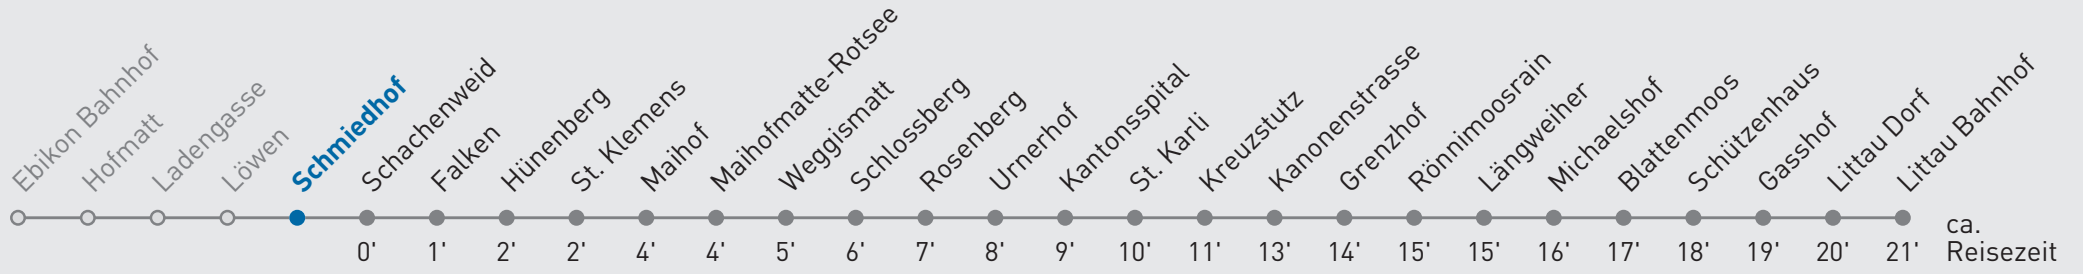 Ebikon Bahnhof
Hofmatt
Ladengasse
Löwen
Schmiedhof
Schachenweid
Falken
Hünenberg
St. Klemens
Maihof
Maihofmatte-Rotsee
Weggismatt
Schlossberg
Rosenberg
Urnerhof
Kantonsspital
St. Karli
Kreuzstutz
Kanonenstrasse
Grenzhof
Rönnimoosrain
Längweiher
Michaelshof
Blattenmoos
Schützenhaus
Gasshof
Littau Dorf
Littau Bahnhof
0' 1' 2' 2' 4' 4' 5' 6' 7' 8' 9' 10' 11' 13' 14' 15' 15' 16' 17' 18' 19' 20' 21'
ca.
Reisezeit